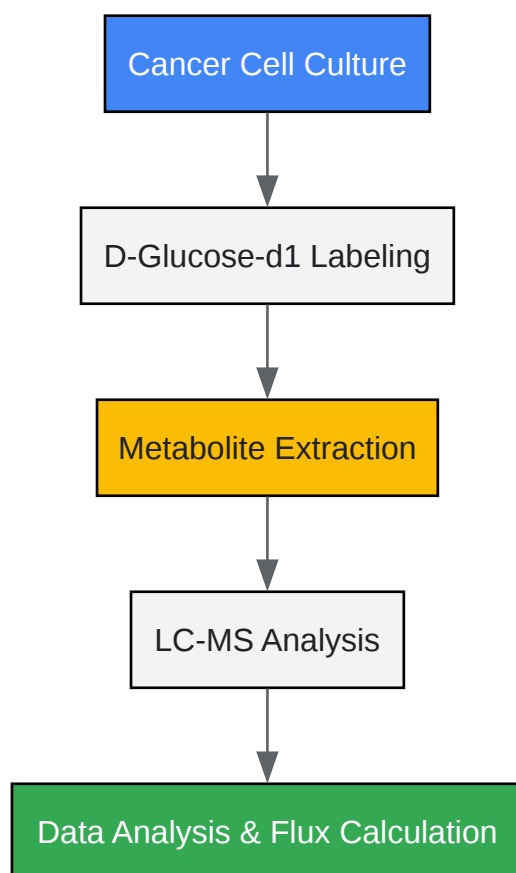 Cancer Cell Culture
D-Glucose-d1 Labeling
Metabolite Extraction
LC-MS Analysis
Data Analysis & Flux Calculation